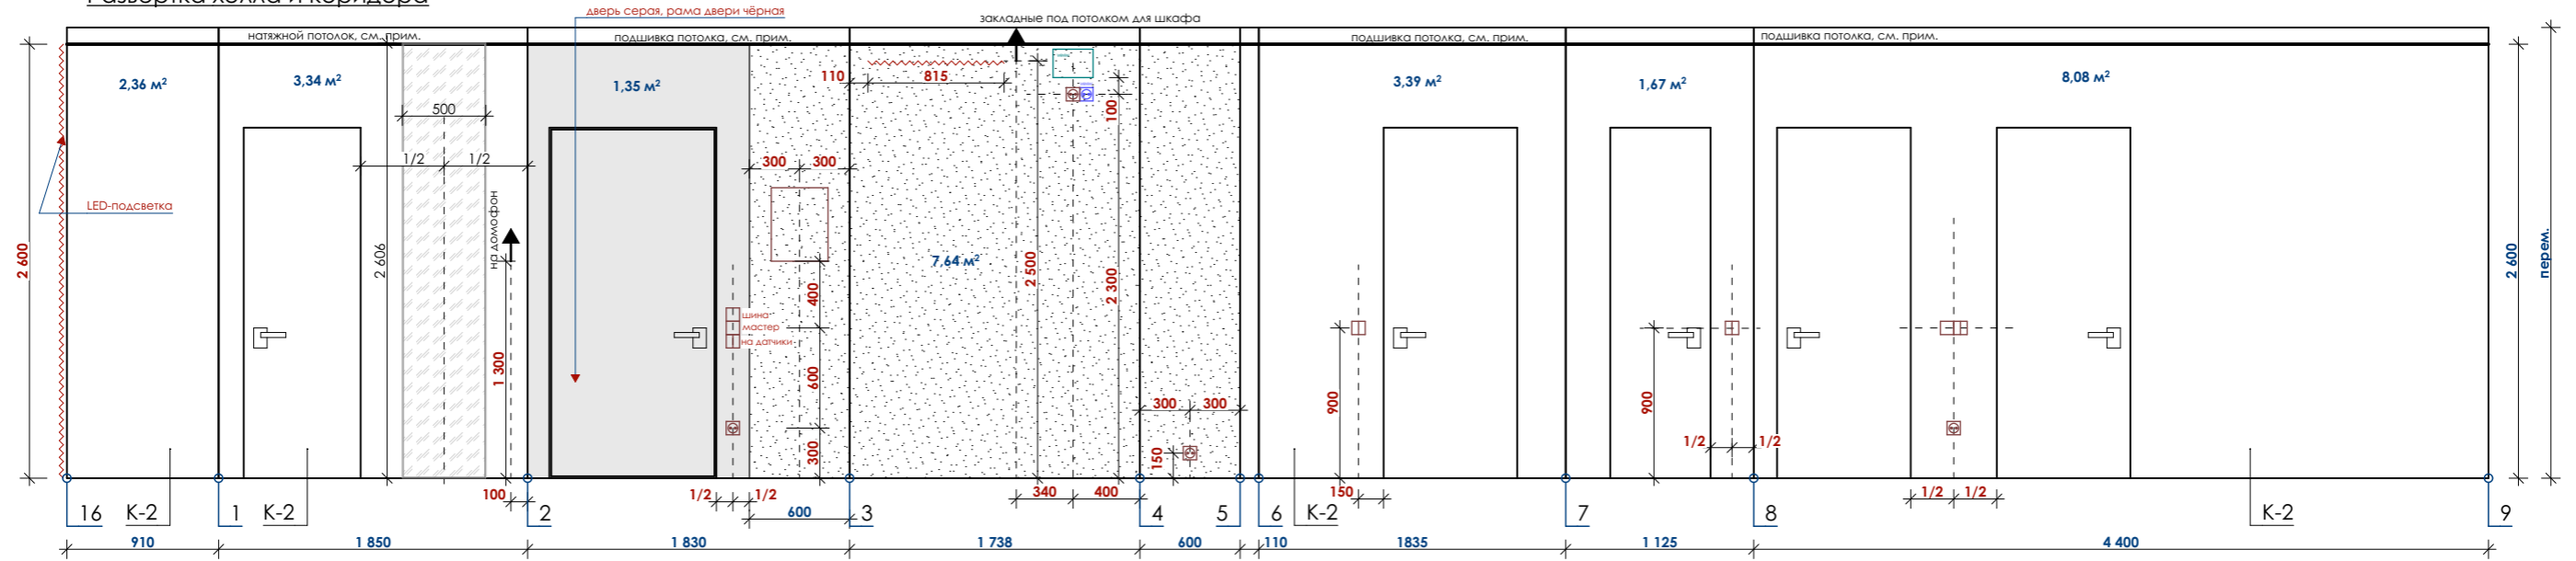 Развертка холла и коридора
дверь серая, рама двери чёрная
закладные под потолком для шкафа
натяжной потолок, см. прим.
подшивка потолка, см. прим.
подшивка потолка, см. прим.
подшивка потолка, см. прим.
2,36 м²
3,34 м²
1,35 м²
110
815
3,39 м²
1,67 м²
8,08 м²
500
100
1/2
1/2
300
300
LED-подсветка
на домофон
2 600
2 606
7,64 м²
2 500
2 300
2 600
перем.
400
шина
мастер
на датчики
1 300
600
900
900
300
300
300
150
1/2
1/2
100
1/2
1/2
340
400
150
1/2
1/2
600
16
К-2
1
К-2
2
3
4
5
6
К-2
7
8
К-2
9
910
1 850
1 830
1 738
600
110
1835
1 125
4 400